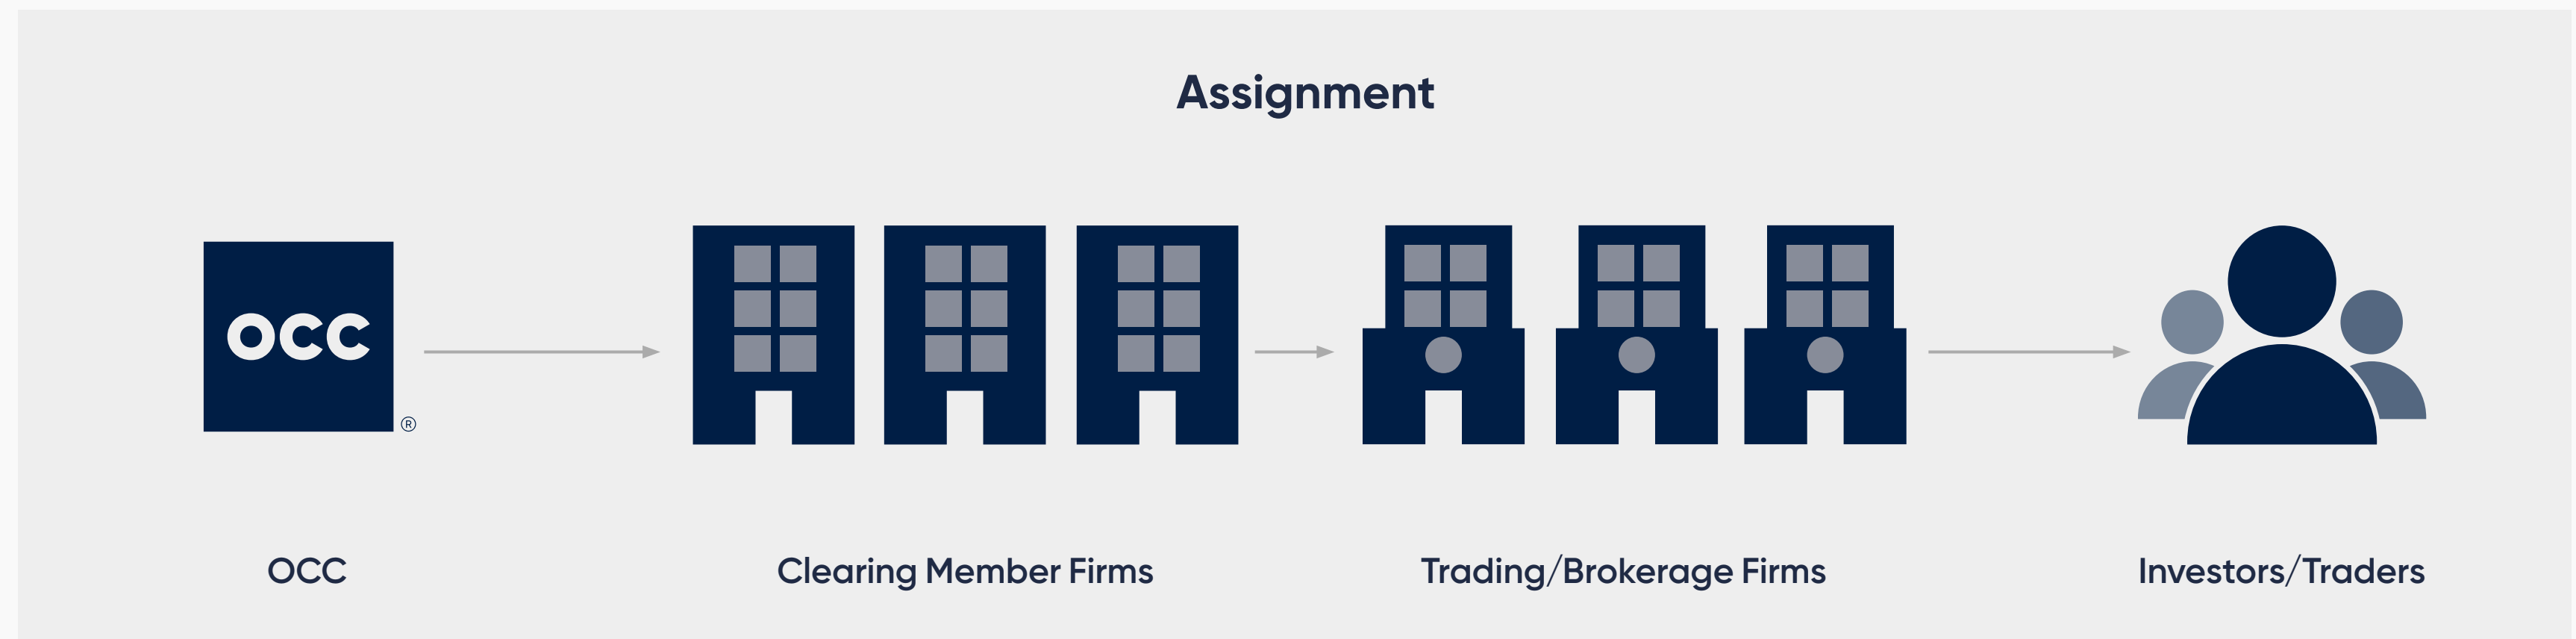 Assignment
OCC
®
OCC
Clearing Member Firms
Trading/Brokerage Firms
Investors/Traders